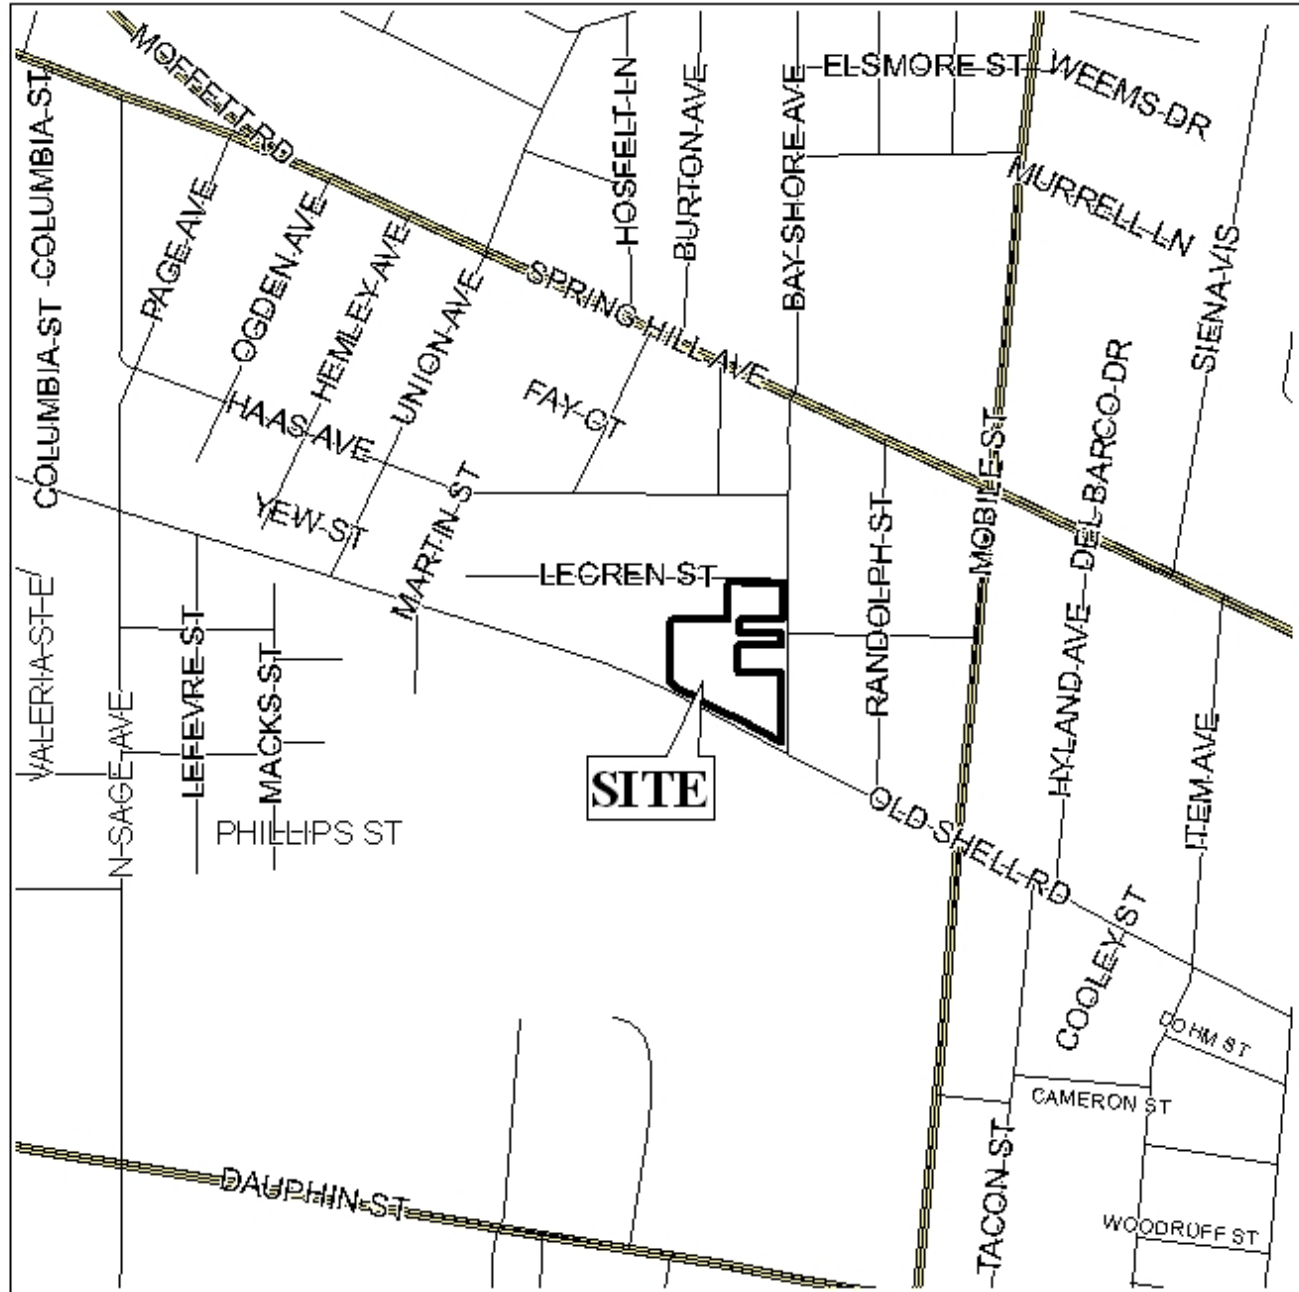 MOFFETT RD
COLUMBIA ST
COLUMBIA ST
HOSFELT LN
BURTON AVE
BAY SHORE AVE
ELSMORE ST
WEEMS DR
MURRELL LN
SIENA VIS
PAGE AVE
OGDEN AVE
HEMLEY AVE
UNION AVE
SPRING HILL AVE
FAY CT
HAAS AVE
YEW ST
MARTIN ST
LECREN ST
RANDOLPH ST
MOBILE ST
DEL BARCO DR
HYLAND AVE
ITEM AVE
VALERIA ST E
LEFEVRE ST
MACKS ST
N SAGE AVE
PHILLIPS ST
SITE
OLD SHELL RD
COOLEY ST
DOHM ST
CAMERON ST
TACON ST
WOODRUFF ST
DAUPHIN ST